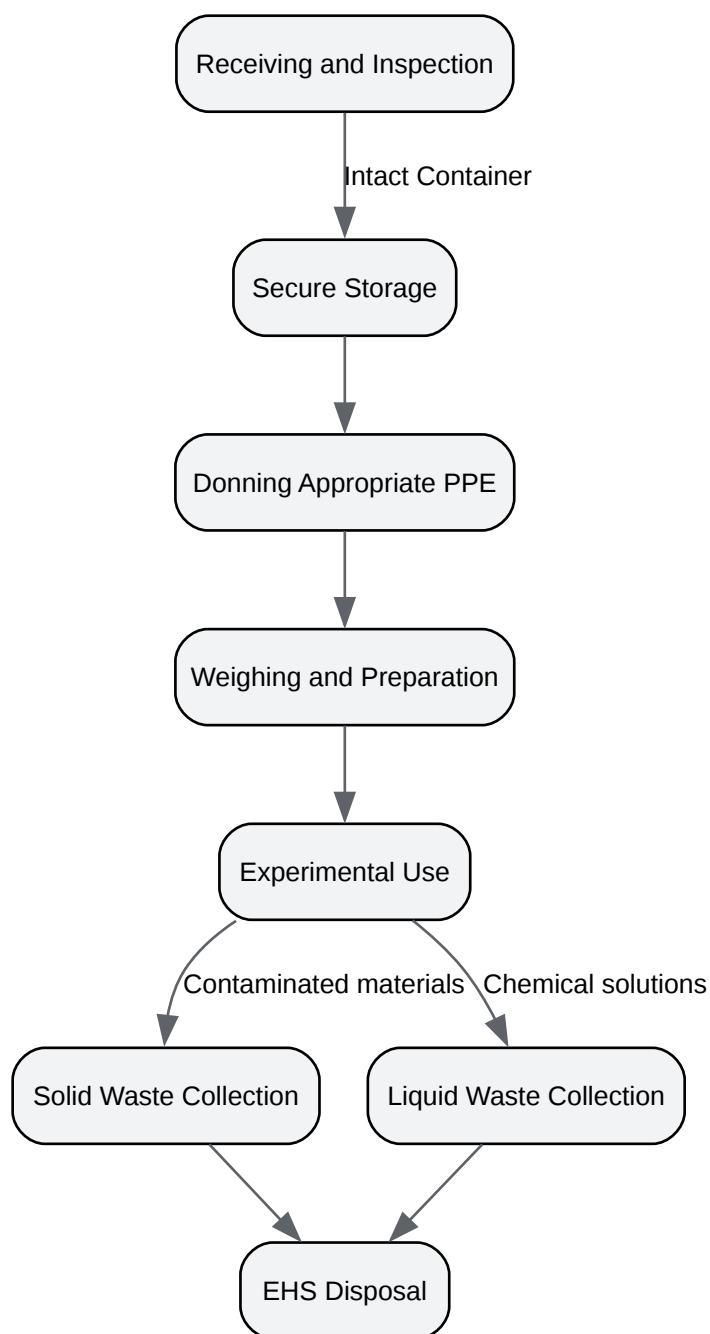 Receiving and Inspection
Intact Container
Secure Storage
Donning Appropriate PPE
Weighing and Preparation
Experimental Use
Contaminated materials
Chemical solutions
Solid Waste Collection
Liquid Waste Collection
EHS Disposal